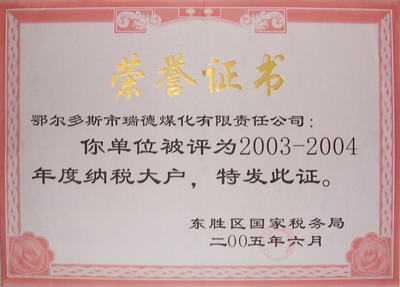 荣誉证书
鄂尔多斯市瑞德煤化有限责任公司:
你单位被评为2003-2004
年度纳税大户,特发此证。
东胜区国家税务局
二00五年六月